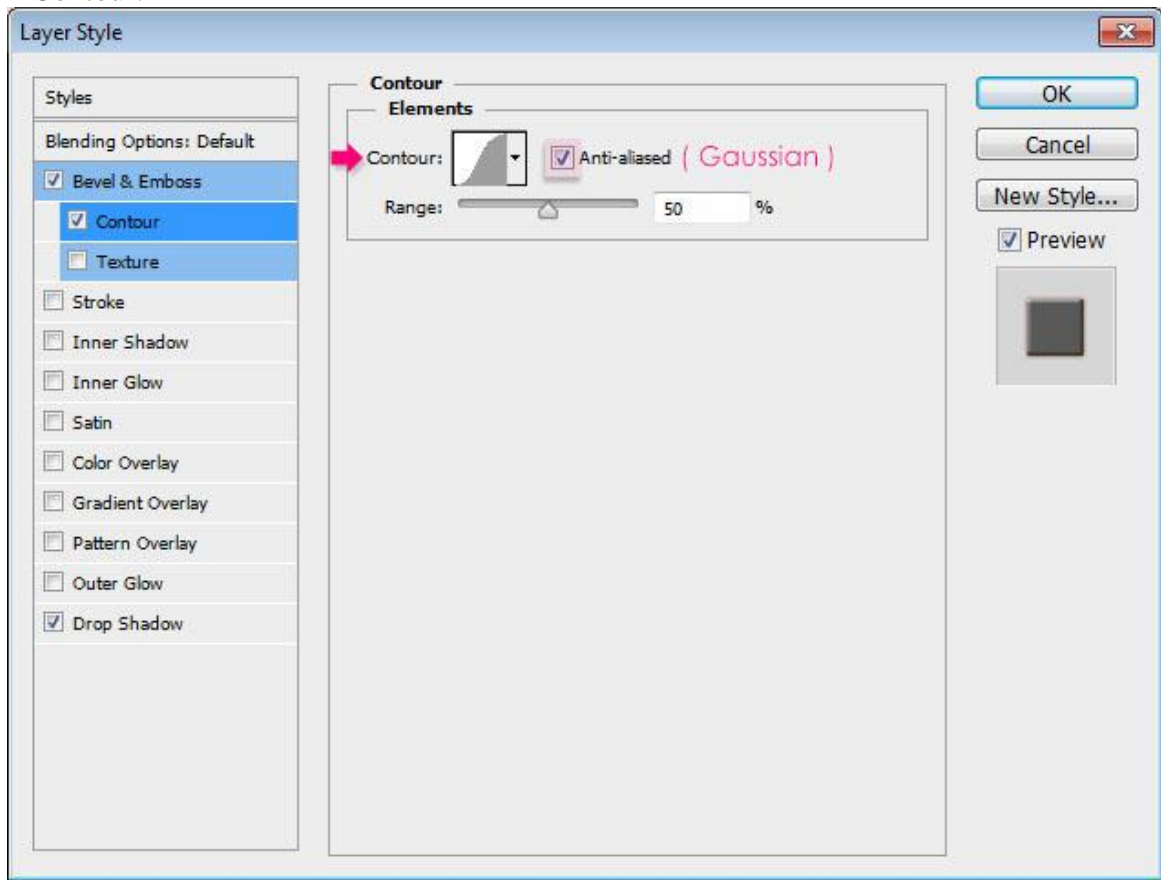 Layer Style
Styles
Blending Options: Default
Bevel & Emboss
Contour
Texture
Stroke
Inner Shadow
Inner Glow
Satin
Color Overlay
Gradient Overlay
Pattern Overlay
Outer Glow
Drop Shadow
Contour
Elements
Contour: Anti-aliased ( Gaussian )
Range: 50 %
OK
Cancel
New Style...
Preview